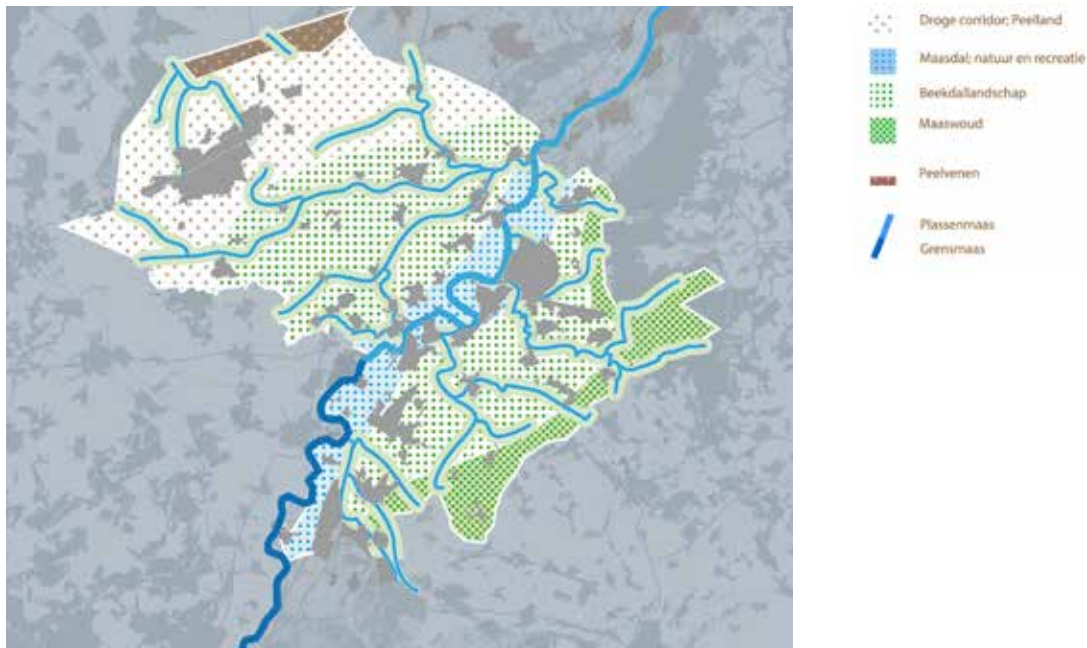 Droge corridor; Peelland
Maasdal; natuur en recreatie
Beekdallandschap
Maaswoud
Peelvenen
Plassenmaas
Grensmaas